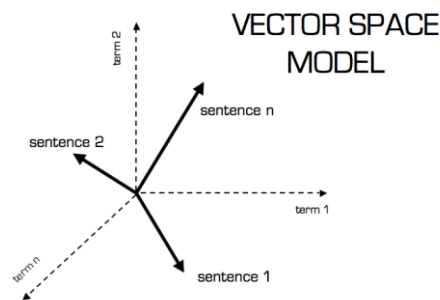 VECTOR SPACE
MODEL
term 2
sentence n
sentence 2
term 1
term n
sentence 1